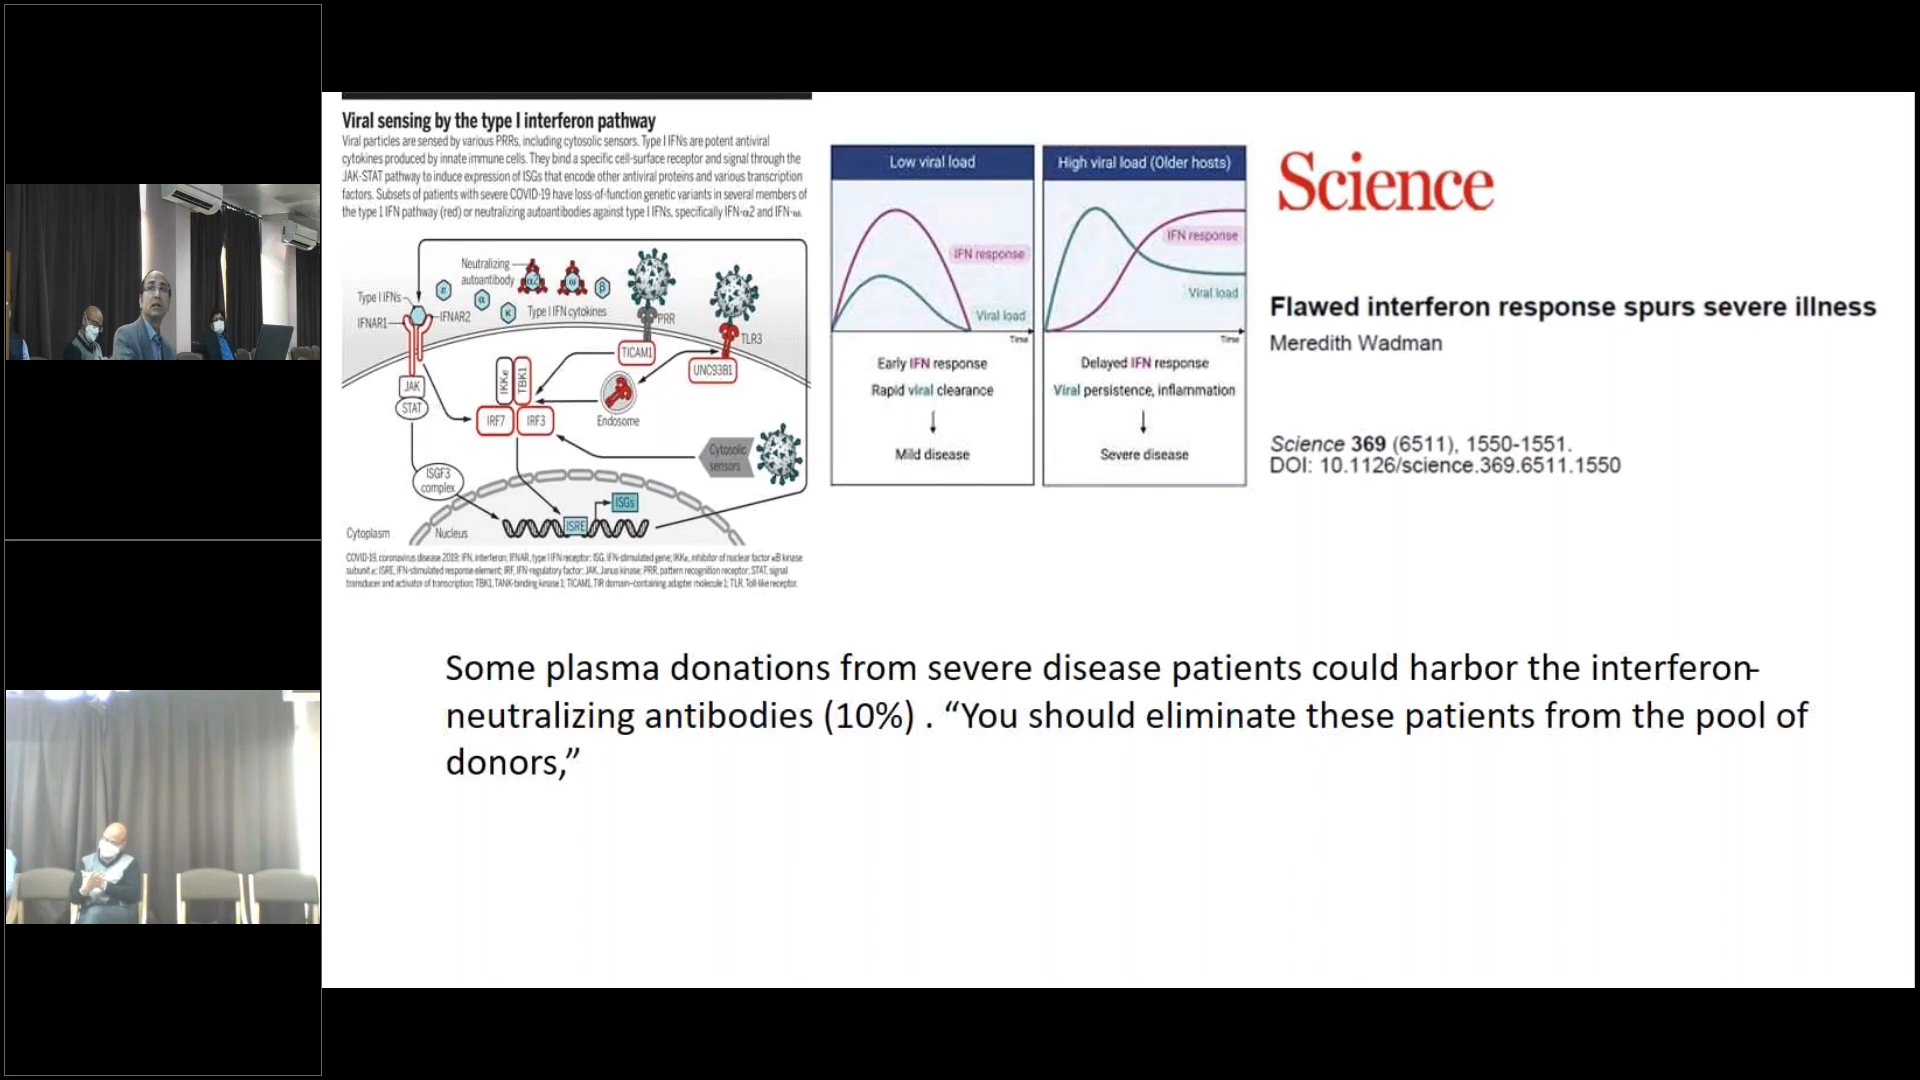 Viral sensing by the type I interferon pathway
Viral particles are sensed by various PRRs, including cytosolic sensors. Type I IFNs are potent antiviral
cytokines produced by innate immune cells. They bind a specific cell-surface receptor and signal through the
JAK-STAT pathway to induce expression of ISGs that encode other antiviral proteins and various transcription
factors. Subsets of patients with severe COVID-19 have loss-of-function genetic variants in several members of
the type I IFN pathway (red) or neutralizing autoantibodies against type I IFNs, specifically IFN-α2 and IFN-ω.
Neutralizing
autoantibody
α2
ω
β
ε
α
κ
Type I IFNs
IFNAR1
IFNAR2
Type I IFN cytokines
PRR
TLR3
TICAM1
UNC93B1
IKKε
TBK1
JAK
STAT
IRF7
IRF3
Endosome
Cytosolic
sensors
ISGF3
complex
ISGs
ISRE
Cytoplasm
Nucleus
COVID-19, coronavirus disease 2019; IFN, interferon; IFNAR, type I IFN receptor; ISG, IFN-stimulated gene; IKKε, inhibitor of nuclear factor κB kinase
subunit ε; ISRE, IFN-stimulated response element; IRF, IFN-regulatory factor; JAK, Janus kinase; PRR, pattern recognition receptor; STAT, signal
transducer and activator of transcription; TBK1, TANK-binding kinase 1; TICAM1, TIR domain–containing adapter molecule 1; TLR, Toll-like receptor.
Low viral load
IFN response
Viral load
Time
Early IFN response
Rapid viral clearance
Mild disease
High viral load (Older hosts)
IFN response
Viral load
Time
Delayed IFN response
Viral persistence, inflammation
Severe disease
Science
Flawed interferon response spurs severe illness
Meredith Wadman
Science 369 (6511), 1550-1551.
DOI: 10.1126/science.369.6511.1550
Some plasma donations from severe disease patients could harbor the interferon-
neutralizing antibodies (10%) . “You should eliminate these patients from the pool of
donors,”